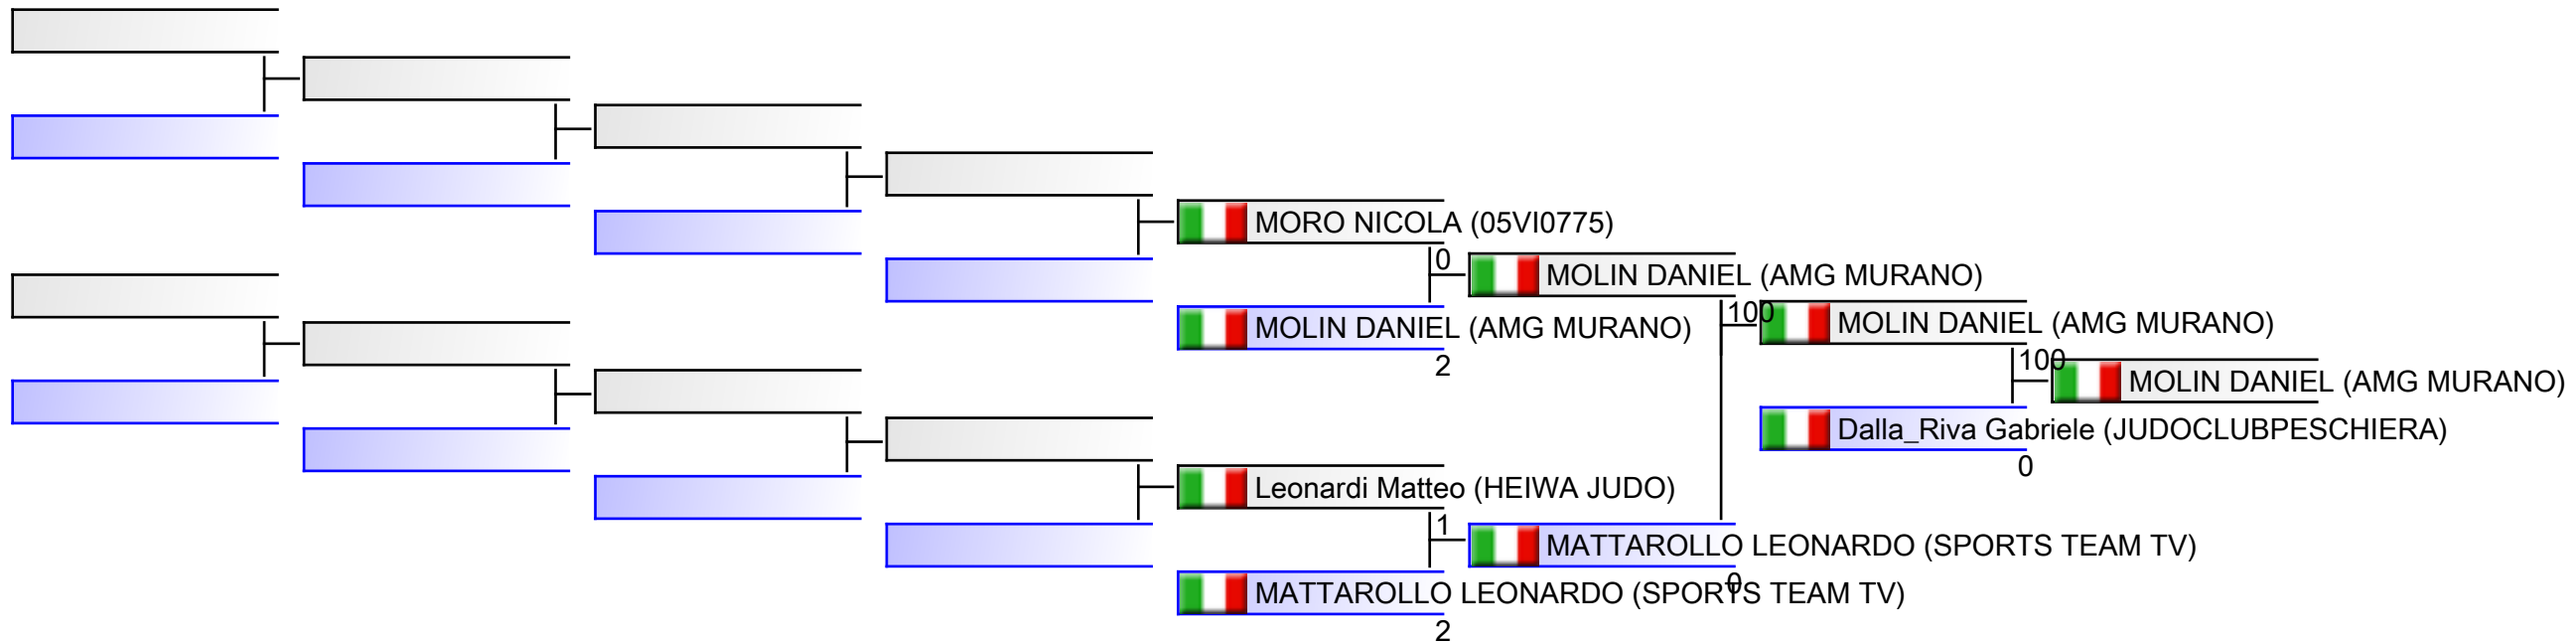 MORO NICOLA (05VI0775)
0
MOLIN DANIEL (AMG MURANO)
MOLIN DANIEL (AMG MURANO)
2
100
MOLIN DANIEL (AMG MURANO)
100
MOLIN DANIEL (AMG MURANO)
Dalla_Riva Gabriele (JUDOCLUBPESCHIERA)
0
Leonardi Matteo (HEIWA JUDO)
1
MATTAROLLO LEONARDO (SPORTS TEAM TV)
0
MATTAROLLO LEONARDO (SPORTS TEAM TV)
2